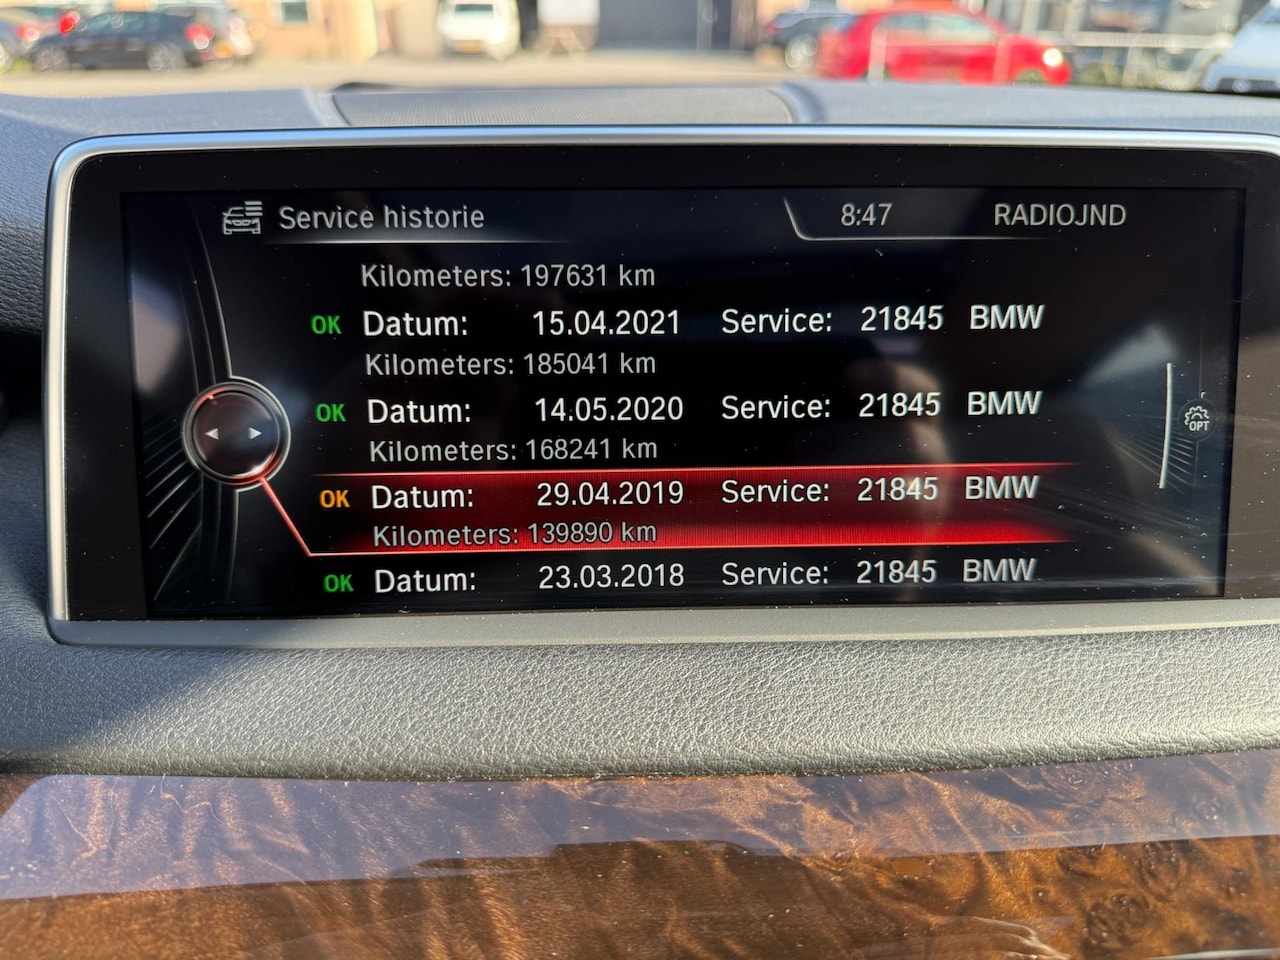 Service historie 8:47 RADIOJND
Kilometers: 197631 km
OK Datum: 15.04.2021 Service: 21845 BMW
Kilometers: 185041 km
OK Datum: 14.05.2020 Service: 21845 BMW
Kilometers: 168241 km
OPT
OK Datum: 29.04.2019 Service: 21845 BMW
Kilometers: 139890 km
OK Datum: 23.03.2018 Service: 21845 BMW